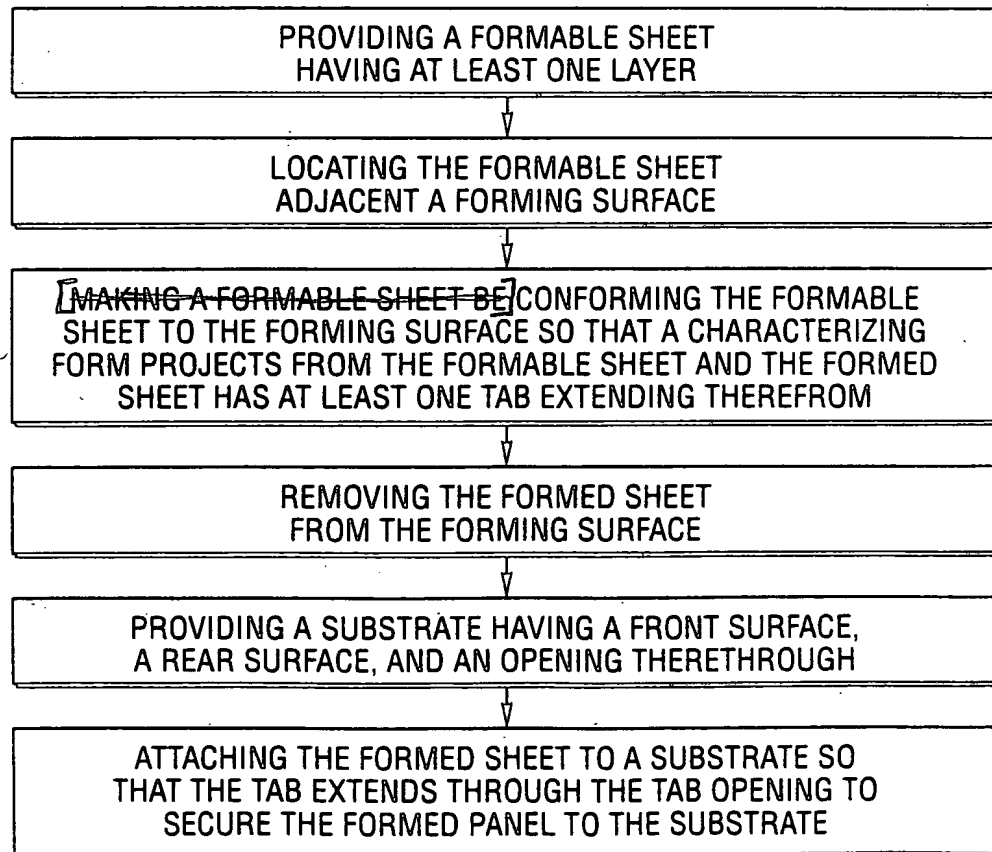 PROVIDING A FORMABLE SHEET
HAVING AT LEAST ONE LAYER
LOCATING THE FORMABLE SHEET
ADJACENT A FORMING SURFACE
[MAKING A FORMABLE SHEET BE] CONFORMING THE FORMABLE
SHEET TO THE FORMING SURFACE SO THAT A CHARACTERIZING
FORM PROJECTS FROM THE FORMABLE SHEET AND THE FORMED
SHEET HAS AT LEAST ONE TAB EXTENDING THEREFROM
REMOVING THE FORMED SHEET
FROM THE FORMING SURFACE
PROVIDING A SUBSTRATE HAVING A FRONT SURFACE,
A REAR SURFACE, AND AN OPENING THERETHROUGH
ATTACHING THE FORMED SHEET TO A SUBSTRATE SO
THAT THE TAB EXTENDS THROUGH THE TAB OPENING TO
SECURE THE FORMED PANEL TO THE SUBSTRATE